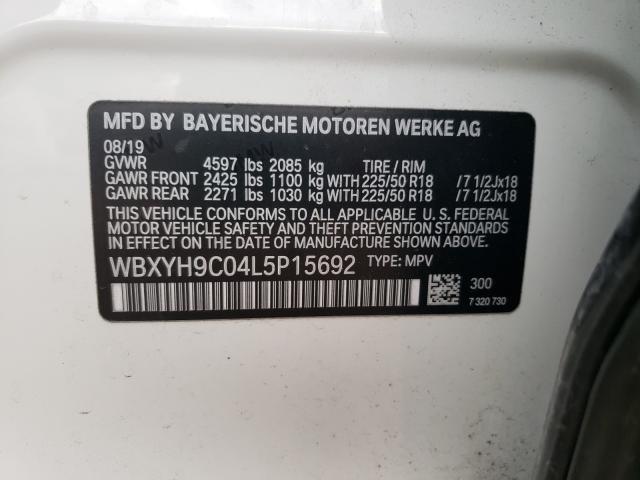 MFD BY BAYERISCHE MOTOREN WERKE AG
08/19
GVWR 4597 lbs 2085 kg TIRE / RIM
GAWR FRONT 2425 lbs 1100 kg WITH 225/50 R18 /7 1/2Jx18
GAWR REAR 2271 lbs 1030 kg WITH 225/50 R18 /7 1/2Jx18
THIS VEHICLE CONFORMS TO ALL APPLICABLE U. S. FEDERAL
MOTOR VEHICLE SAFETY AND THEFT PREVENTION STANDARDS
IN EFFECT ON THE DATE OF MANUFACTURE SHOWN ABOVE.
WBXYH9C04L5P15692 TYPE: MPV
300
7 320 730